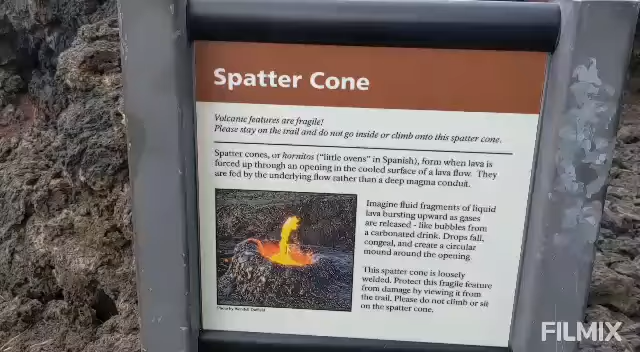 Spatter Cone
Volcanic features are fragile!
Please stay on the trail and do not go inside or climb onto this spatter cone.
Spatter cones, or hornitos ("little ovens" in Spanish), form when lava is
forced up through an opening in the cooled surface of a lava flow. They
are fed by the underlying flow rather than a deep magma conduit.
Imagine fluid fragments of liquid
lava bursting upward as gases
are released - like bubbles from
a carbonated drink. Drops fall,
congeal, and create a circular
mound around the opening.
This spatter cone is loosely
welded. Protect this fragile feature
from damage by viewing it from
the trail. Please do not climb or sit
on the spatter cone.
Photo by
FILMIX